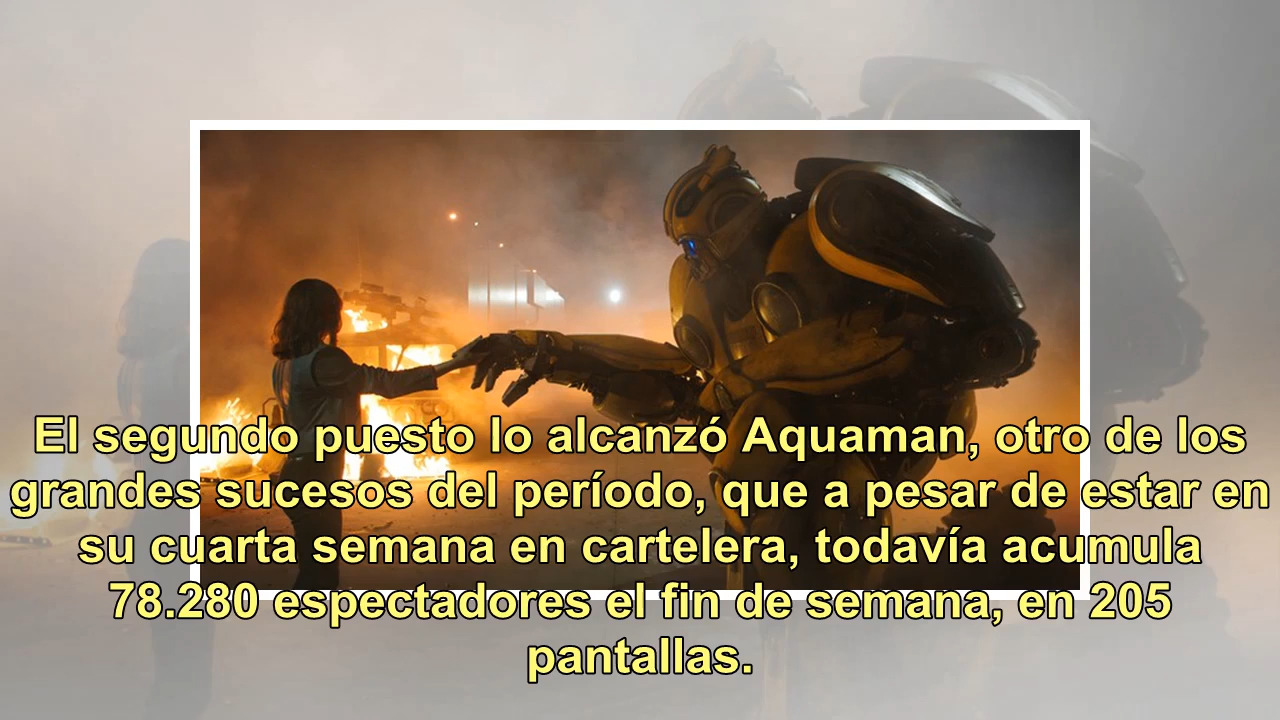 El segundo puesto lo alcanzó Aquaman, otro de los
grandes sucesos del período, que a pesar de estar en
su cuarta semana en cartelera, todavía acumula
78.280 espectadores el fin de semana, en 205
pantallas.